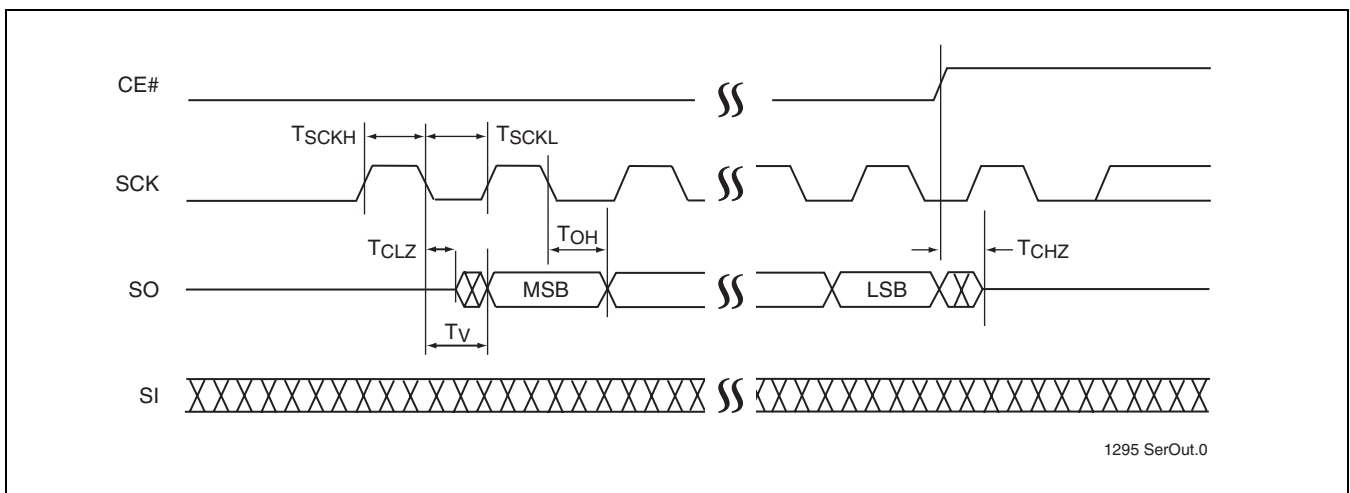 CE#
TSCKH
TSCKL
SCK
TCLZ
TOH
TCHZ
SO
MSB
LSB
TV
SI
1295 SerOut.0